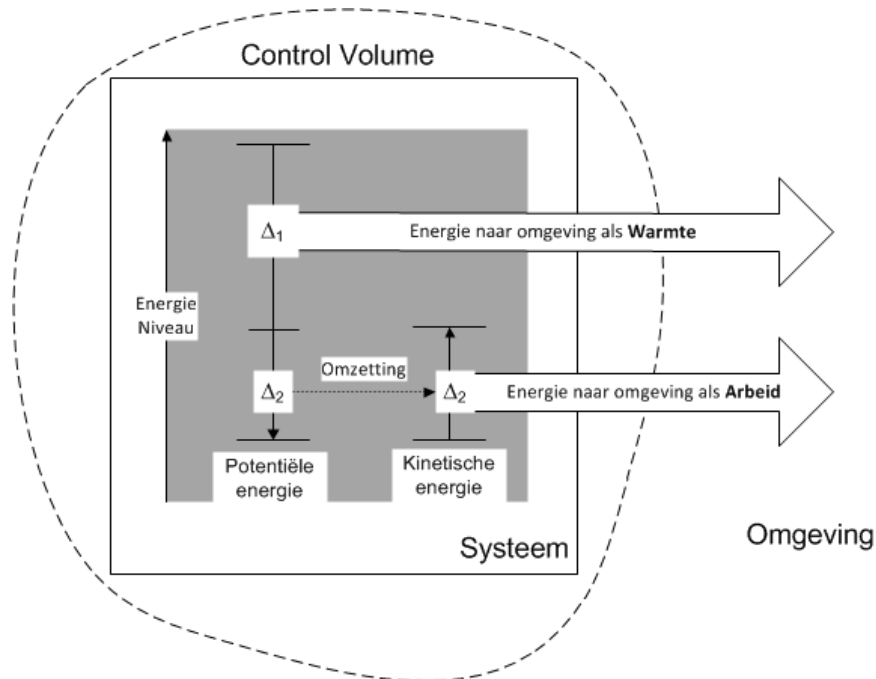 Control Volume
Δ₁
Energie naar omgeving als Warmte
Energie
Niveau
Omzetting
Δ₂
Δ₂
Energie naar omgeving als Arbeid
Potentiële
energie
Kinetische
energie
Systeem
Omgeving